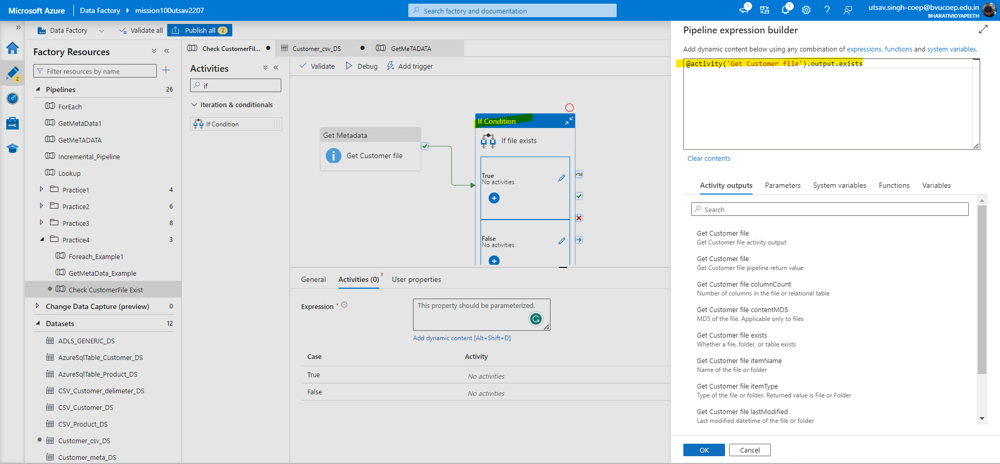 Microsoft Azure
Data Factory
mission100utsav2207
Search factory and documentation
1
1
utsav.singh-coep@bvucoep.edu.in
BHARATIVIDYAPEETH
Data Factory
Validate all
Publish all 2
2
Factory Resources
Filter resources by name
Pipelines 26
ForEach
GetMetaData1
GetMeTADATA
Incremental_Pipeline
Lookup
Practice1 4
Practice2 6
Practice3 8
Practice4 3
Foreach_Example1
GetMetaData_Example
Check CustomerFile Exist
Change Data Capture (preview) 0
Datasets 12
ADLS_GENERIC_DS
AzureSqlTable_Customer_DS
AzureSqlTable_Product_DS
CSV_Customer_delimeter_DS
CSV_Customer_DS
CSV_Product_DS
Customer_csv_DS
Customer_meta_DS
Check CustomerFil...
Customer_csv_DS
GetMeTADATA
Activities
if
Iteration & conditionals
If Condition
Validate
Debug
Add trigger
Get Metadata
Get Customer file
If Condition
If file exists
True
No activities
False
No activities
General
Activities (0) 1
User properties
Expression *
This property should be parameterized.
Add dynamic content [Alt+Shift+D]
Case Activity
True No activities
False No activities
Pipeline expression builder
Add dynamic content below using any combination of expressions, functions and system variables.
@activity('Get Customer file').output.exists
Clear contents
Activity outputs
Parameters
System variables
Functions
Variables
Search
Get Customer file
Get Customer file activity output
Get Customer file
Get Customer file pipeline return value
Get Customer file columnCount
Number of columns in the file or relational table
Get Customer file contentMD5
MD5 of the file. Applicable only to files
Get Customer file exists
Whether a file, folder, or table exists
Get Customer file itemName
Name of the file or folder
Get Customer file itemType
Type of the file or folder. Returned value is File or Folder
Get Customer file lastModified
Last modified datetime of the file or folder
OK
Cancel